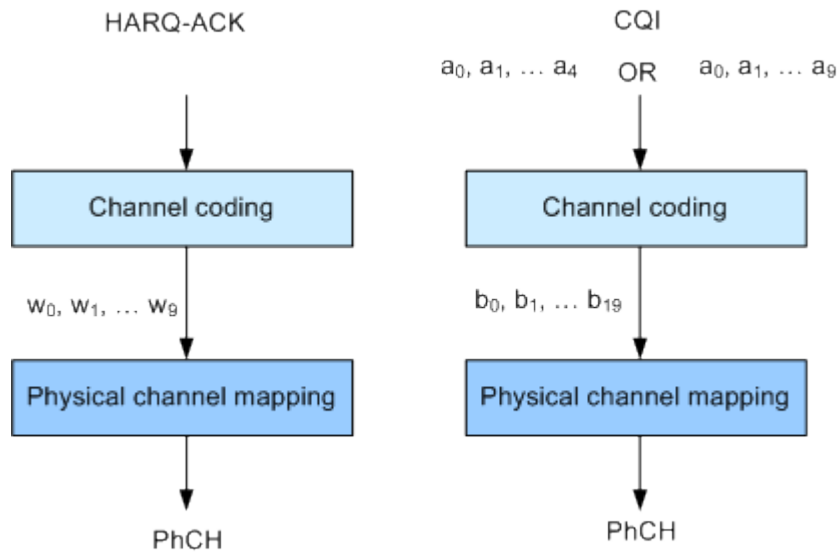 HARQ-ACK
Channel coding
w₀, w₁, … w₉
Physical channel mapping
PhCH
CQI
a₀, a₁, … a₄ OR a₀, a₁, … a₉
Channel coding
b₀, b₁, … b₁₉
Physical channel mapping
PhCH